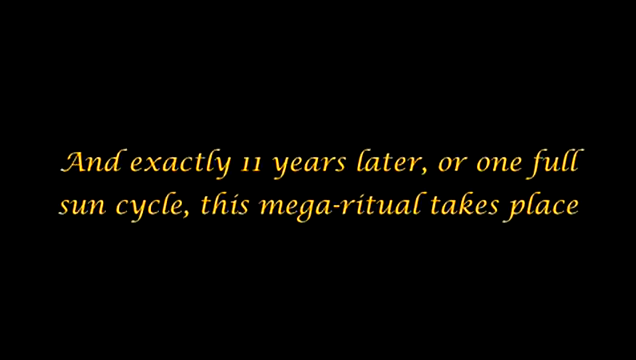 And exactly 11 years later, or one full
sun cycle, this mega-ritual takes place